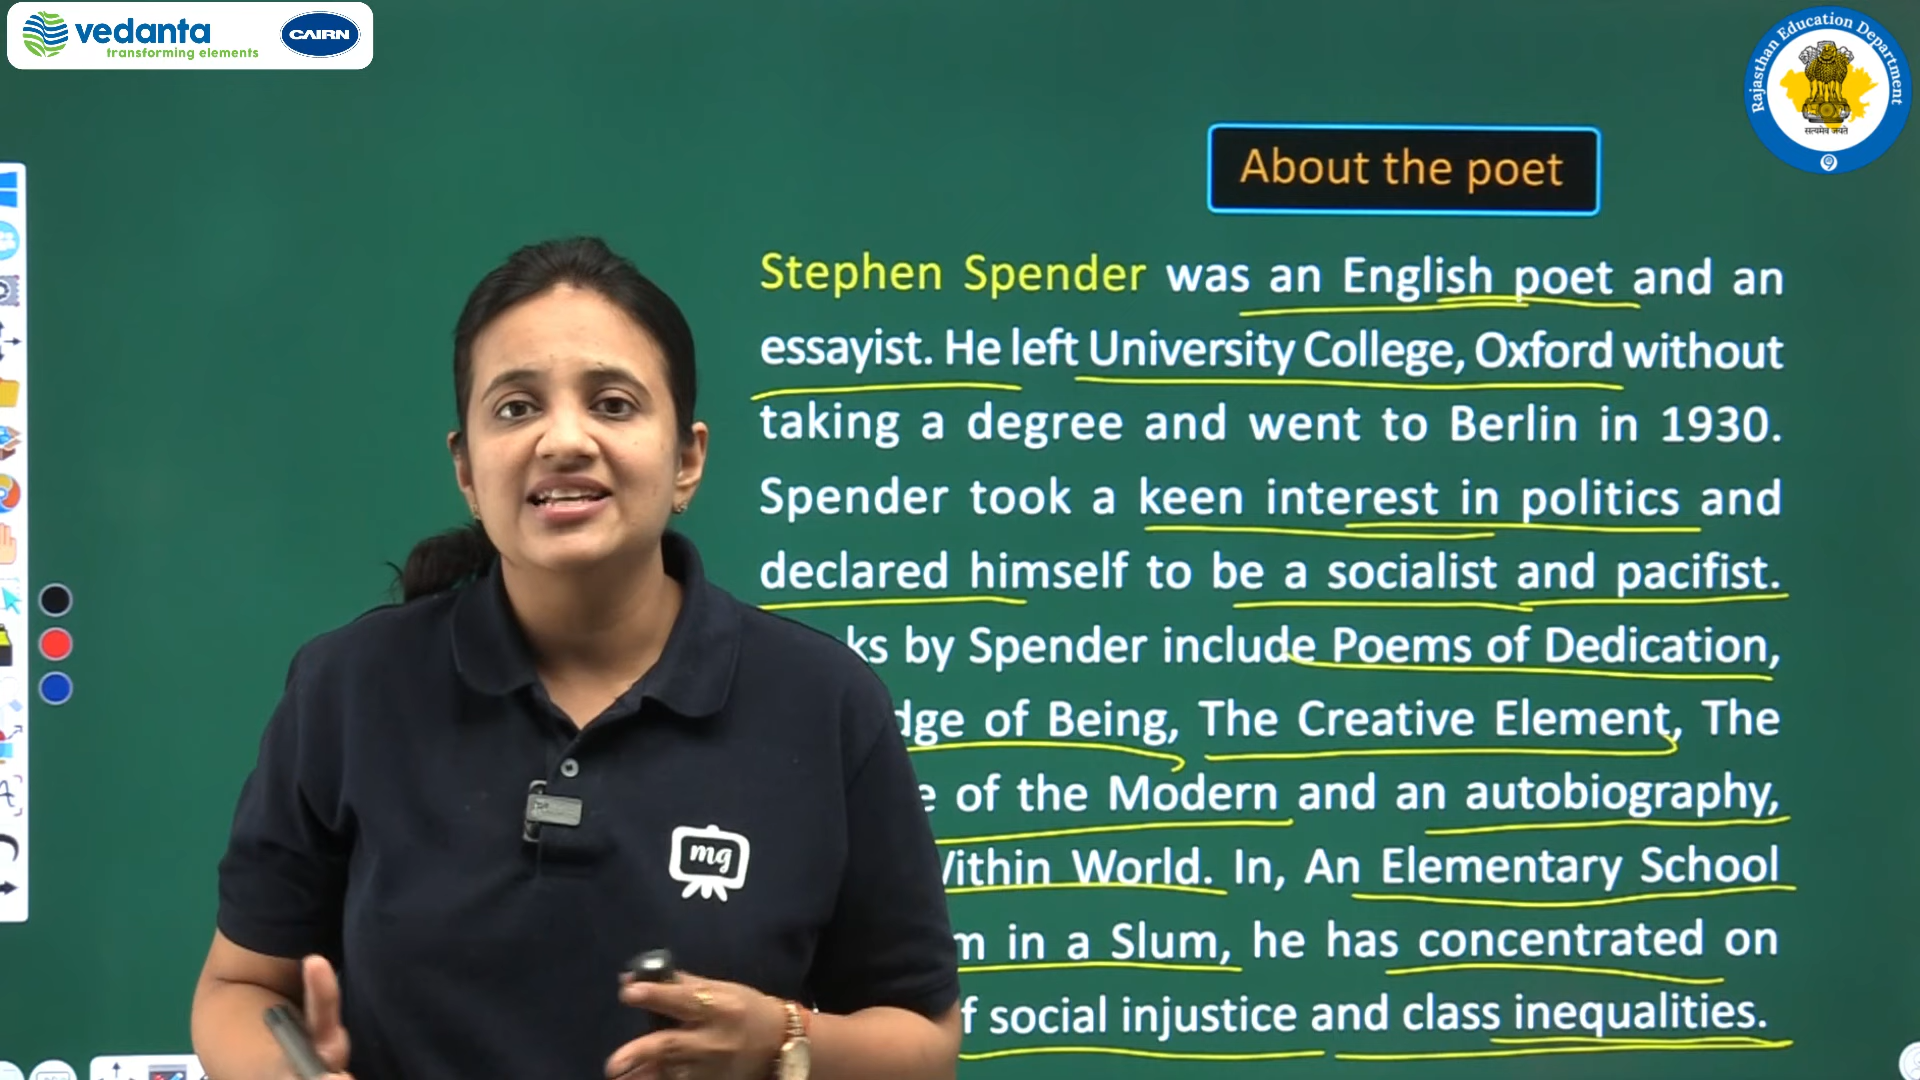 vedanta
transforming elements
CAIRN
Rajasthan Education Department
सत्यमेव जयते
About the poet
Stephen Spender was an English poet and an
essayist. He left University College, Oxford without
taking a degree and went to Berlin in 1930.
Spender took a keen interest in politics and
declared himself to be a socialist and pacifist.
by Spender include Poems of Dedication,
of Being, The Creative Element, The
of the Modern and an autobiography,
World. In, An Elementary School
in a Slum, he has concentrated on
social injustice and class inequalities.
mg